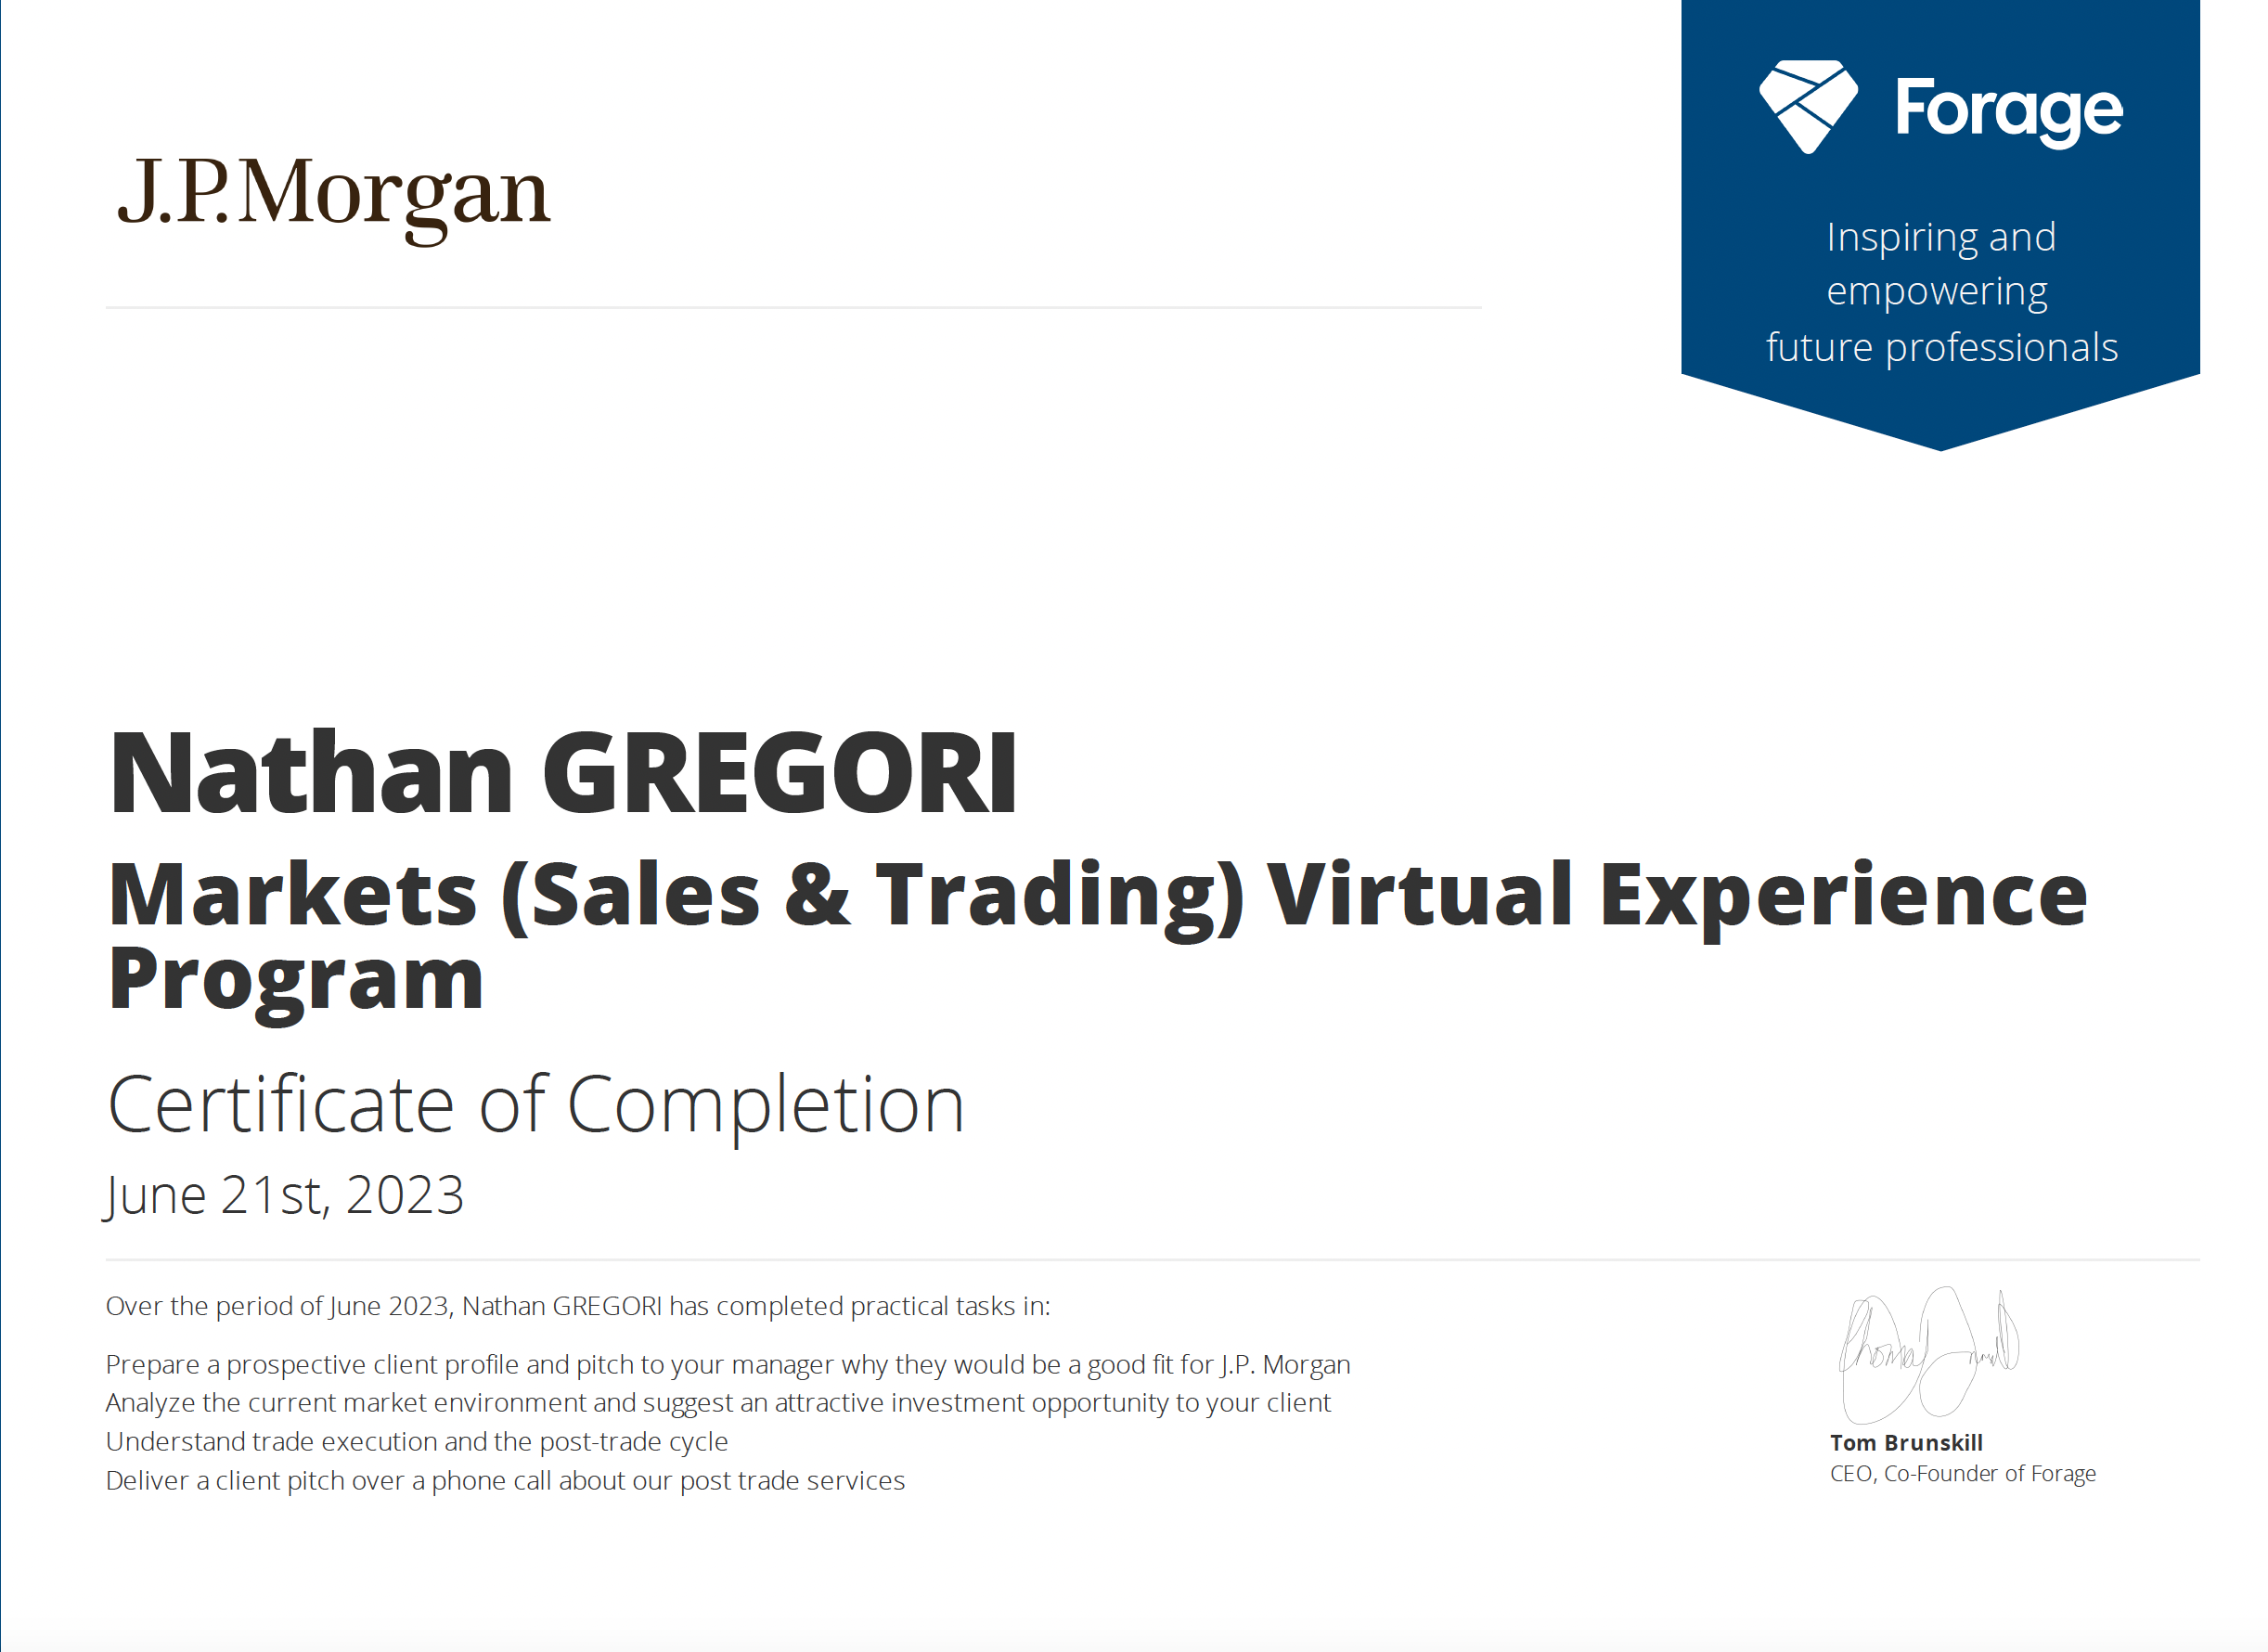 J.P.Morgan
Forage
Inspiring and
empowering
future professionals
Nathan GREGORI
Markets (Sales & Trading) Virtual Experience
Program
Certificate of Completion
June 21st, 2023
Over the period of June 2023, Nathan GREGORI has completed practical tasks in:
Prepare a prospective client profile and pitch to your manager why they would be a good fit for J.P. Morgan
Analyze the current market environment and suggest an attractive investment opportunity to your client
Understand trade execution and the post-trade cycle
Deliver a client pitch over a phone call about our post trade services
Tom Brunskill
CEO, Co-Founder of Forage